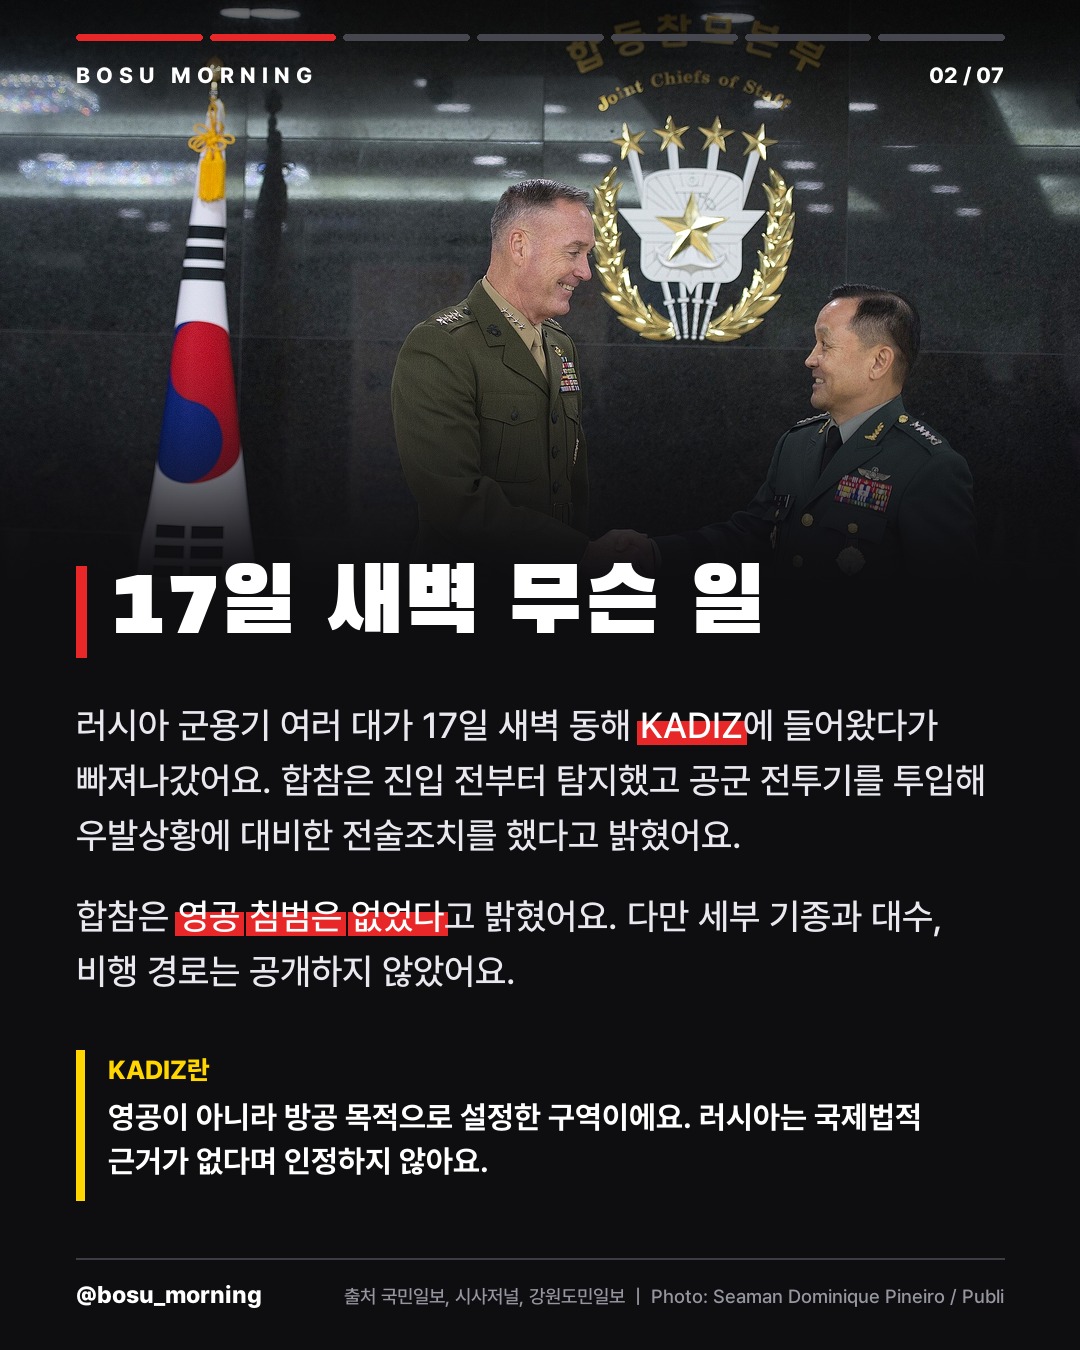 합동참모본부
Joint Chiefs of Staff
BOSU MORNING
02 / 07
17일 새벽 무슨 일
러시아 군용기 여러 대가 17일 새벽 동해 KADIZ에 들어왔다가
빠져나갔어요. 합참은 진입 전부터 탐지했고 공군 전투기를 투입해
우발상황에 대비한 전술조치를 했다고 밝혔어요.
합참은 영공 침범은 없었다고 밝혔어요. 다만 세부 기종과 대수,
비행 경로는 공개하지 않았어요.
KADIZ란
영공이 아니라 방공 목적으로 설정한 구역이에요. 러시아는 국제법적
근거가 없다며 인정하지 않아요.
@bosu_morning
출처 국민일보, 시사저널, 강원도민일보 | Photo: Seaman Dominique Pineiro / Publi